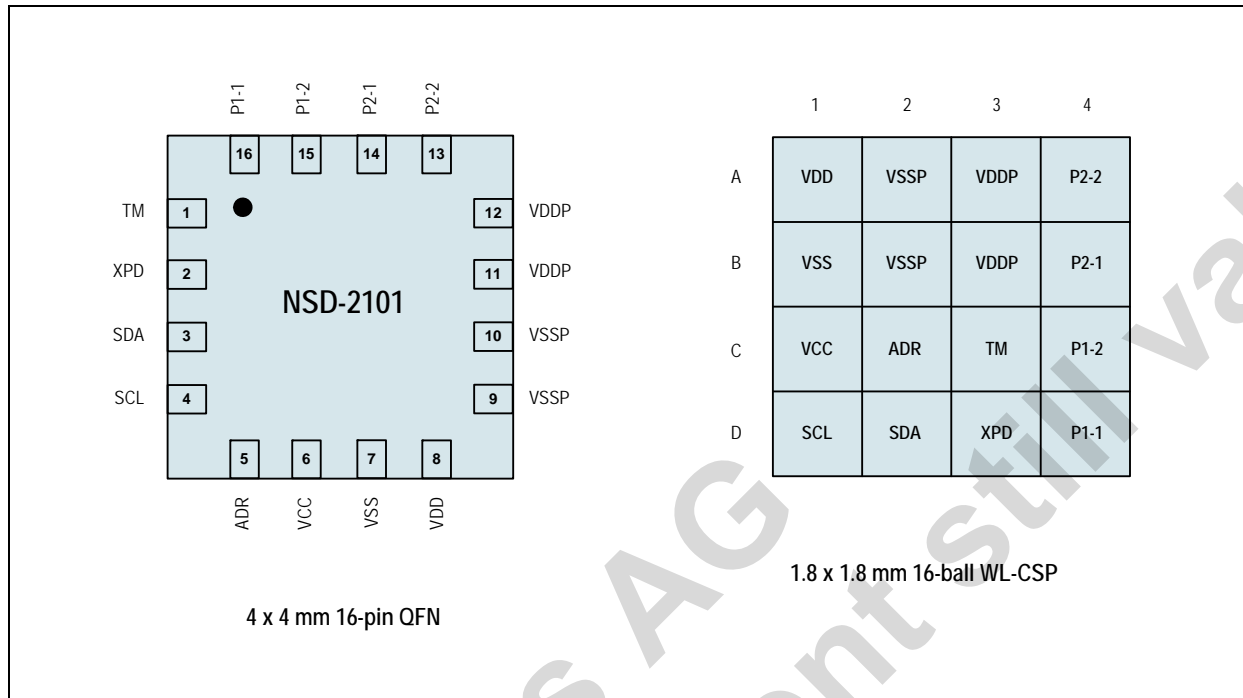 P1-1 P1-2 P2-1 P2-2
16 15 14 13
TM 1 12 VDDP
XPD 2 11 VDDP
NSD-2101
SDA 3 10 VSSP
SCL 4 9 VSSP
5 6 7 8
ADR VCC VSS VDD
4 x 4 mm 16-pin QFN
1 2 3 4
A VDD VSSP VDDP P2-2
B VSS VSSP VDDP P2-1
C VCC ADR TM P1-2
D SCL SDA XPD P1-1
1.8 x 1.8 mm 16-ball WL-CSP
AG
still